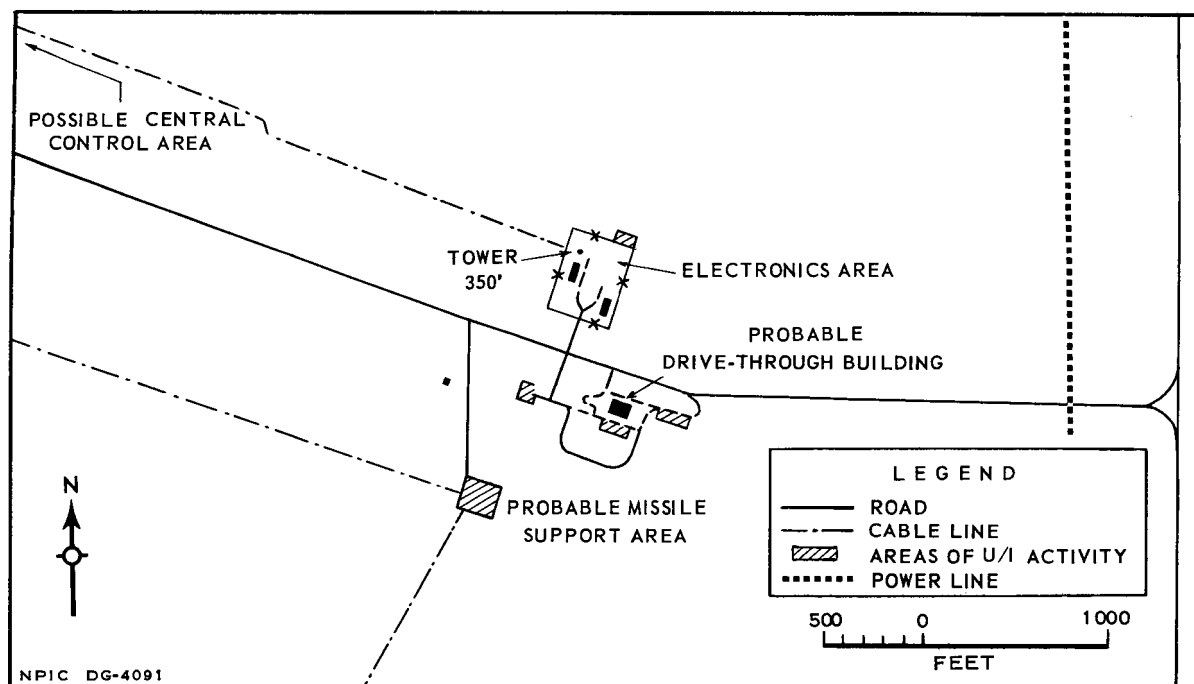 POSSIBLE CENTRAL
CONTROL AREA
TOWER
350'
ELECTRONICS AREA
PROBABLE
DRIVE-THROUGH BUILDING
PROBABLE MISSILE
SUPPORT AREA
N
LEGEND
ROAD
CABLE LINE
AREAS OF U/I ACTIVITY
POWER LINE
500 0 1000
FEET
NPIC DG-4091